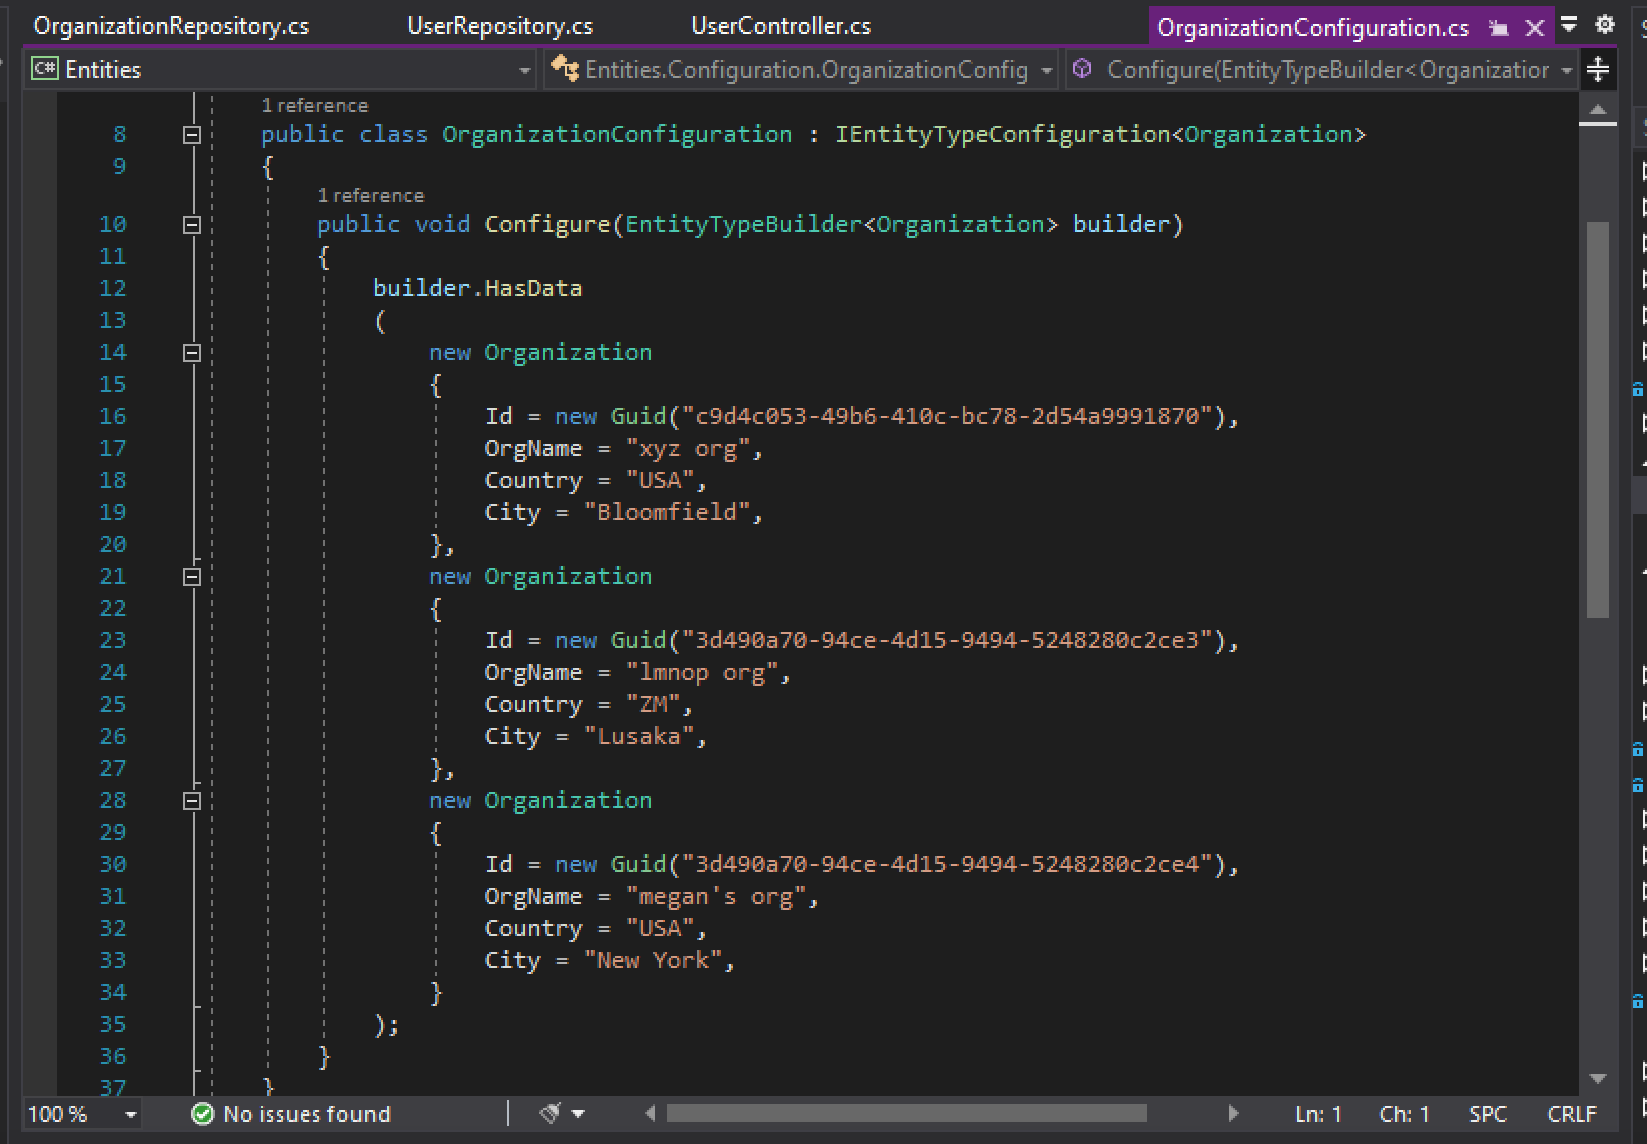 OrganizationRepository.cs UserRepository.cs UserController.cs OrganizationConfiguration.cs
C# Entities Entities.Configuration.OrganizationConfig Configure(EntityTypeBuilder<Organization
1 reference
8 public class OrganizationConfiguration : IEntityTypeConfiguration<Organization>
9 {
1 reference
10 public void Configure(EntityTypeBuilder<Organization> builder)
11 {
12 builder.HasData
13 (
14 new Organization
15 {
16 Id = new Guid("c9d4c053-49b6-410c-bc78-2d54a9991870"),
17 OrgName = "xyz org",
18 Country = "USA",
19 City = "Bloomfield",
20 },
21 new Organization
22 {
23 Id = new Guid("3d490a70-94ce-4d15-9494-5248280c2ce3"),
24 OrgName = "lmnop org",
25 Country = "ZM",
26 City = "Lusaka",
27 },
28 new Organization
29 {
30 Id = new Guid("3d490a70-94ce-4d15-9494-5248280c2ce4"),
31 OrgName = "megan's org",
32 Country = "USA",
33 City = "New York",
34 }
35 );
36 }
37 }
100 % No issues found Ln: 1 Ch: 1 SPC CRLF